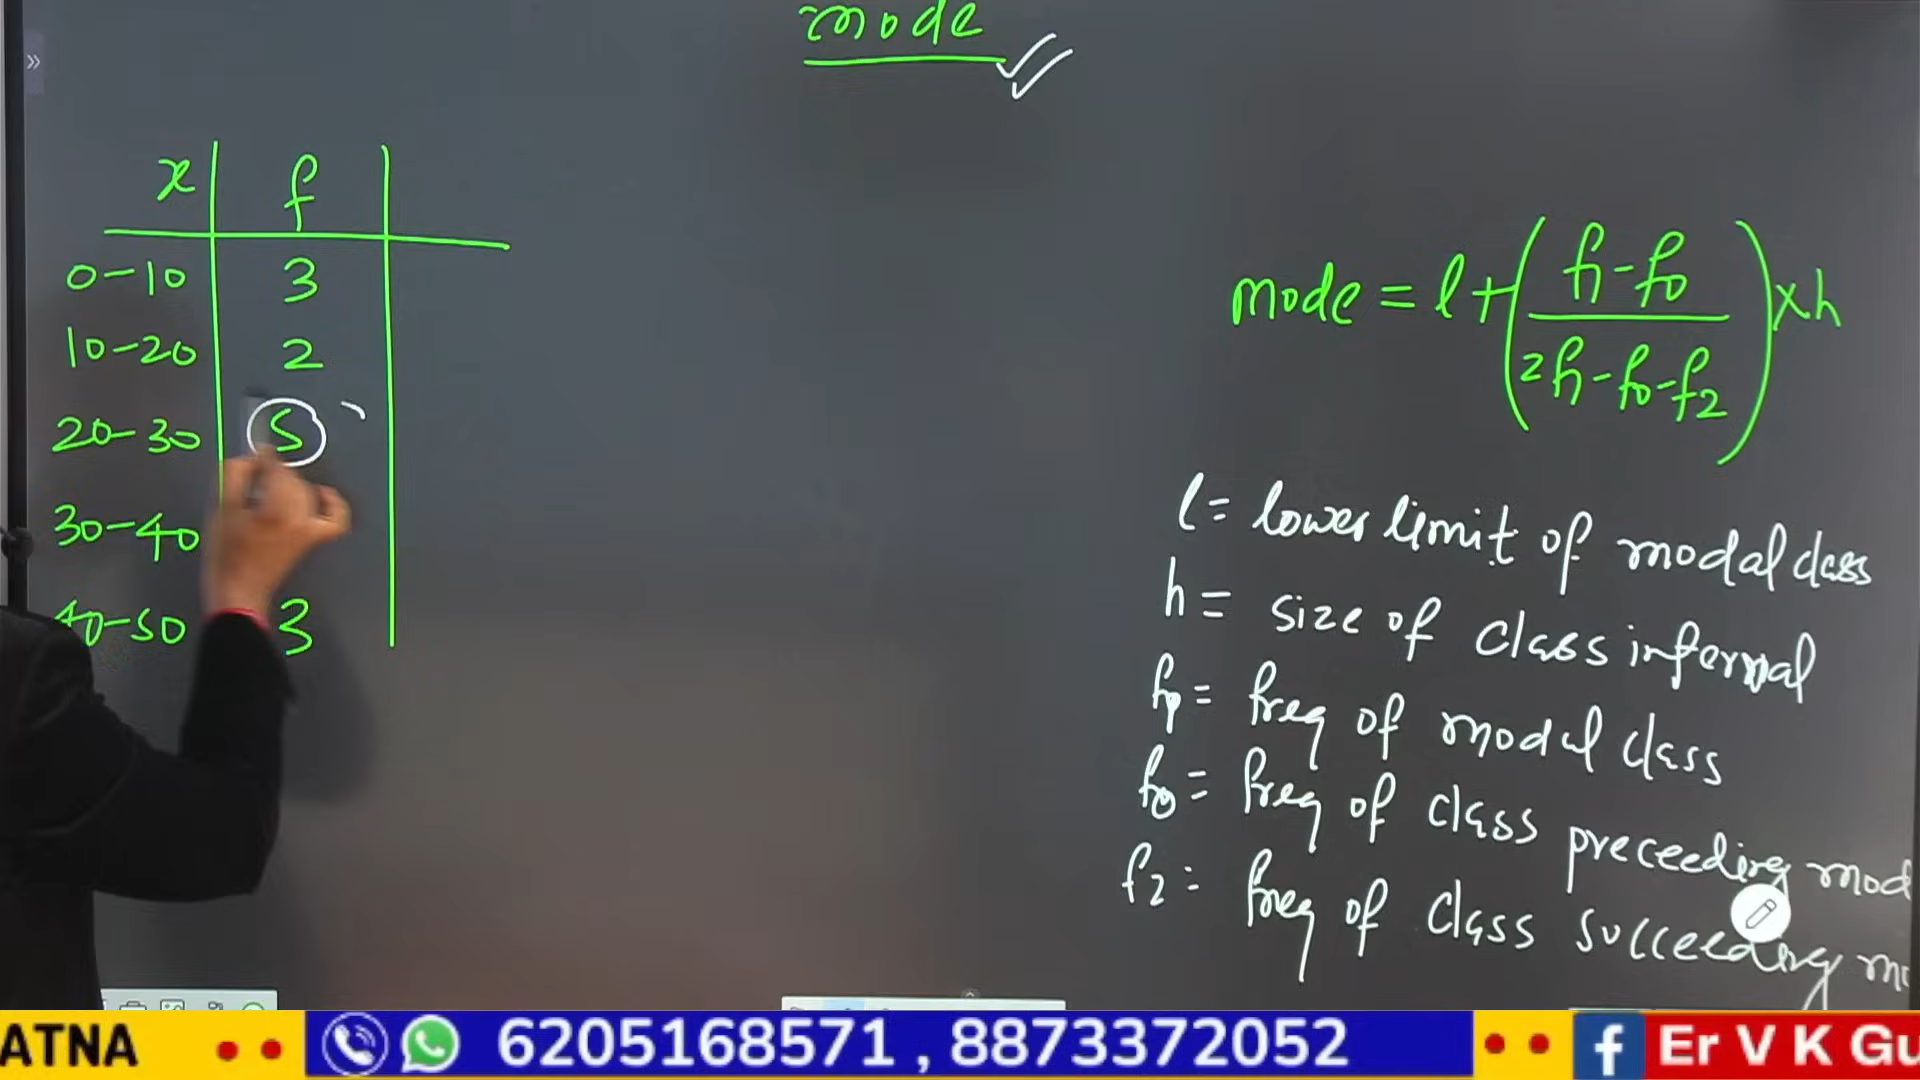 mode
x f
0-10 3
10-20 2
20-30 5
30-40
40-50 3
mode = l+(f1-f0/2f1-f0-f2)×h
l = lower limit of modal class
h = size of class interval
f1 = freq of modal class
f0 = freq of class preceeding mod
f2 = freq of class succeeding mo
ATNA
6205168571 , 8873372052
f Er V K Gu